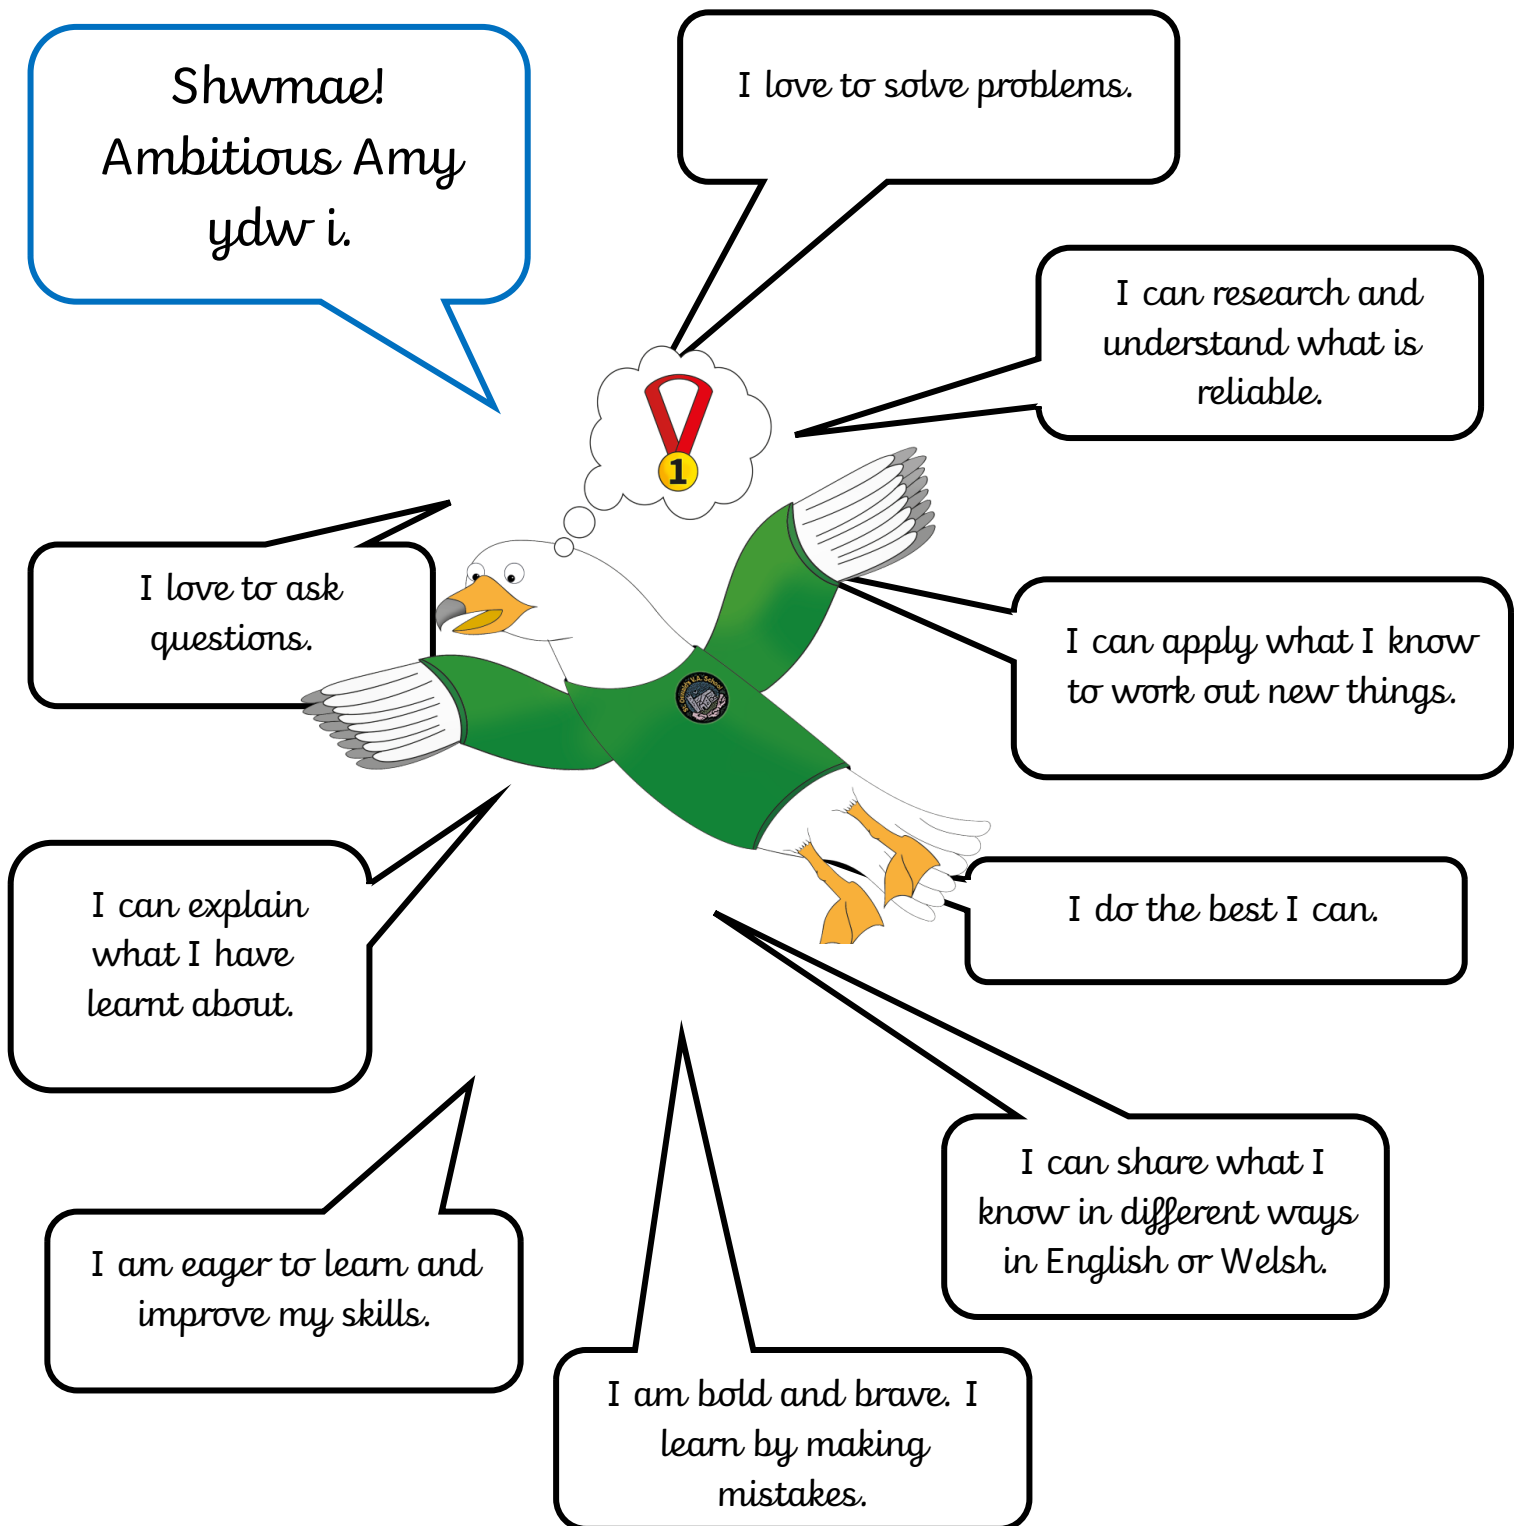 Shwmae!
Ambitious Amy
ydw i.
I love to solve problems.
I can research and
understand what is
reliable.
1
I love to ask
questions.
I can apply what I know
to work out new things.
I can explain
what I have
learnt about.
I do the best I can.
I can share what I
know in different ways
in English or Welsh.
I am eager to learn and
improve my skills.
I am bold and brave. I
learn by making
mistakes.